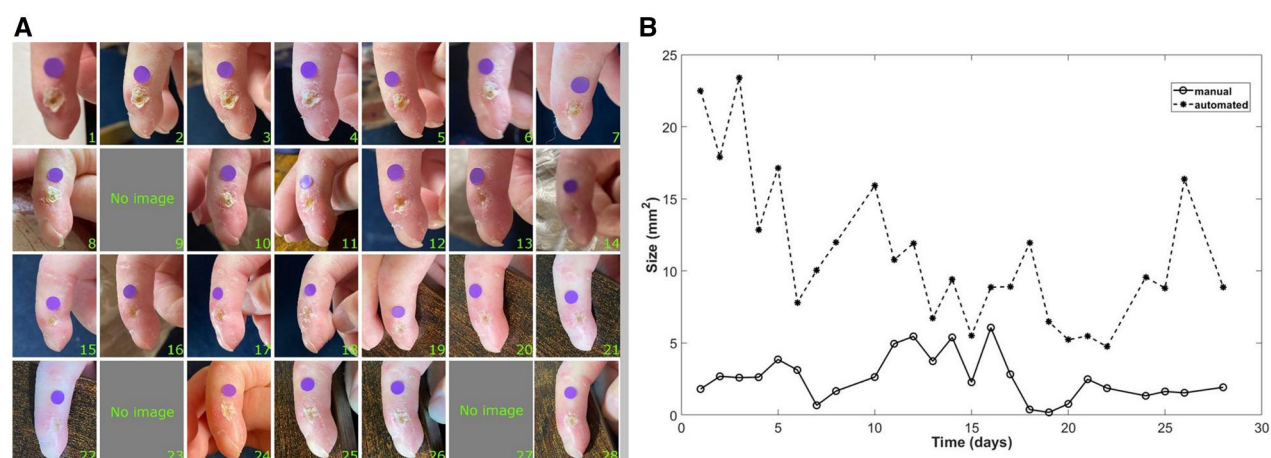 A
1 2 3 4 5 6 7
8 No image 9 10 11 12 13 14
15 16 17 18 19 20 21
22 No image 23 24 25 26 No image 27 28
B
25
20
15
10
5
0
Size (mm²)
manual
automated
0 5 10 15 20 25 30
Time (days)